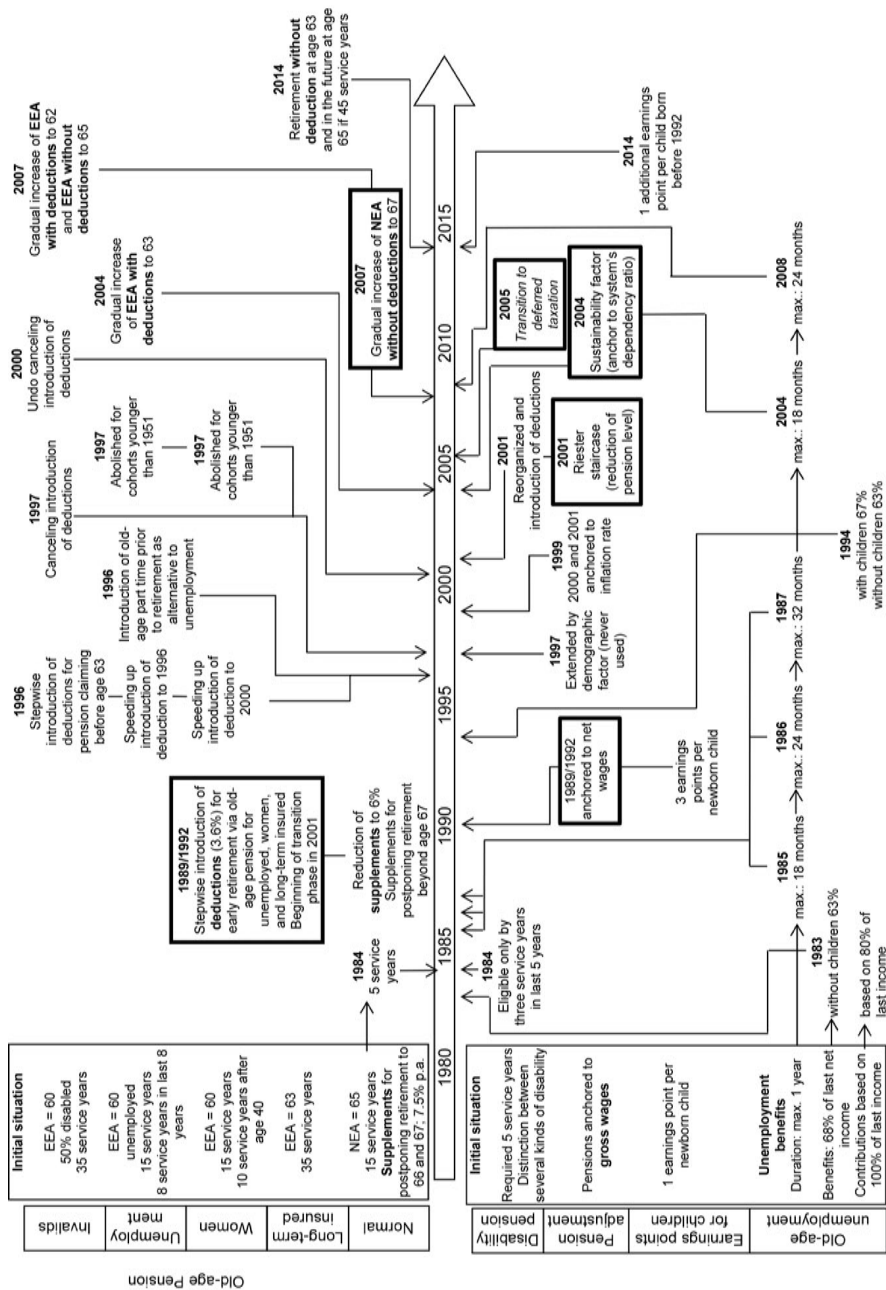 Old-age Pension
Invalids
Unemploy
ment
Women
Long-term
insured
Normal
Initial situation
EEA = 60
50% disabled
35 service years
EEA = 60
unemployed
15 service years
8 service years in last 8
years
EEA = 60
15 service years
10 service years after
age 40
EEA = 63
35 service years
NEA = 65
15 service years
Supplements for
postponing retirement to
66 and 67; 7.5% p.a.
1984
5 service
years
1989/1992
Stepwise introduction of
deductions (3.6%) for
early retirement via old-
age pension for
unemployed, women,
and long-term insured
Beginning of transition
phase in 2001
Reduction of
supplements to 6%
Supplements for
postponing retirement
beyond age 67
1996
Stepwise
introduction of
deductions for
pension claiming
before age 63
Speeding up
introduction of
deduction to 1996
Speeding up
introduction of
deduction to
2000
1996
Introduction of old-
age part time prior
to retirement as
alternative to
unemployment
1997
Canceling introduction
of deductions
1997
Abolished for
cohorts younger
than 1951
1997
Abolished for
cohorts younger
than 1951
2000
Undo canceling
introduction of
deductions
2004
Gradual increase
of EEA with
deductions to 63
2007
Gradual increase of EEA
with deductions to 62
and EEA without
deductions to 65
2007
Gradual increase of NEA
without deductions to 67
2014
Retirement without
deduction at age 63
and in the future at age
65 if 45 service years
1980
1985
1990
1995
2000
2005
2010
2015
Disability
pension
Pension
adjustment
Earnings points
for children
Old-age
unemployment
Initial situation
Required 5 service years
Distinction between
several kinds of disability
Pensions anchored to
gross wages
1 earnings point per
newborn child
Unemployment
benefits
Duration: max. 1 year
Benefits: 68% of last net
income
Contributions based on
100% of last income
1984
Eligible only by
three service years
in last 5 years
1983
without children 63%
based on 80% of
last income
1985
max.: 18 months
1986
max.: 24 months
1987
max.: 32 months
1989/1992
anchored to net
wages
3 earnings
points per
newborn child
1994
with children 67%
without children 63%
1997
Extended by
demographic
factor (never
used)
1999
2000 and 2001
anchored to
inflation rate
2001
Reorganized and
introduction of deductions
2001
Riester
staircase
(reduction of
pension level)
2005
Transition to
deferred
taxation
2004
Sustainability factor
(anchor to system's
dependency ratio)
2004
max.: 18 months
2008
max.: 24 months
2014
1 additional earnings
point per child born
before 1992